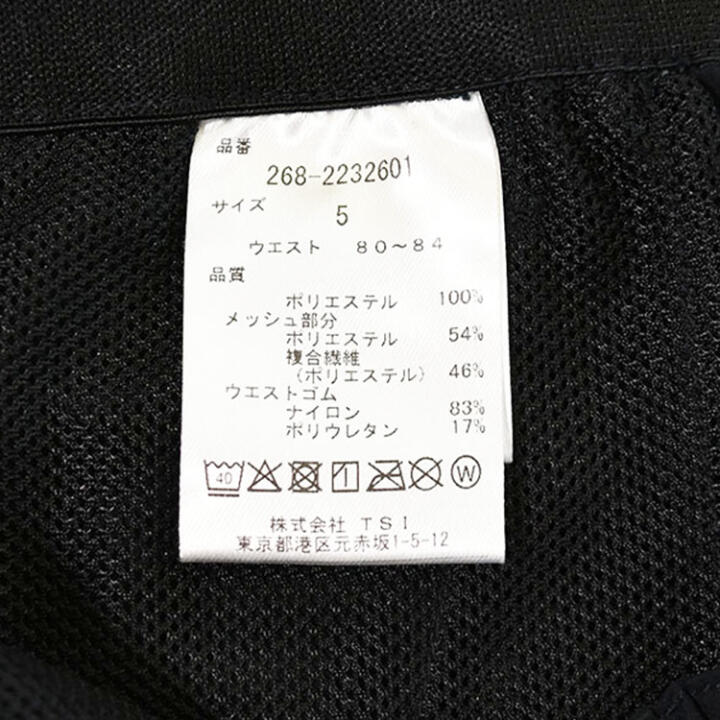 品番
268-2232601
サイズ
5
ウエスト 80〜84
品質
ポリエステル 100%
メッシュ部分
ポリエステル 54%
複合繊維
(ポリエステル) 46%
ウエストゴム
ナイロン 83%
ポリウレタン 17%
40 W
株式会社 TSI
東京都港区元赤坂1-5-12